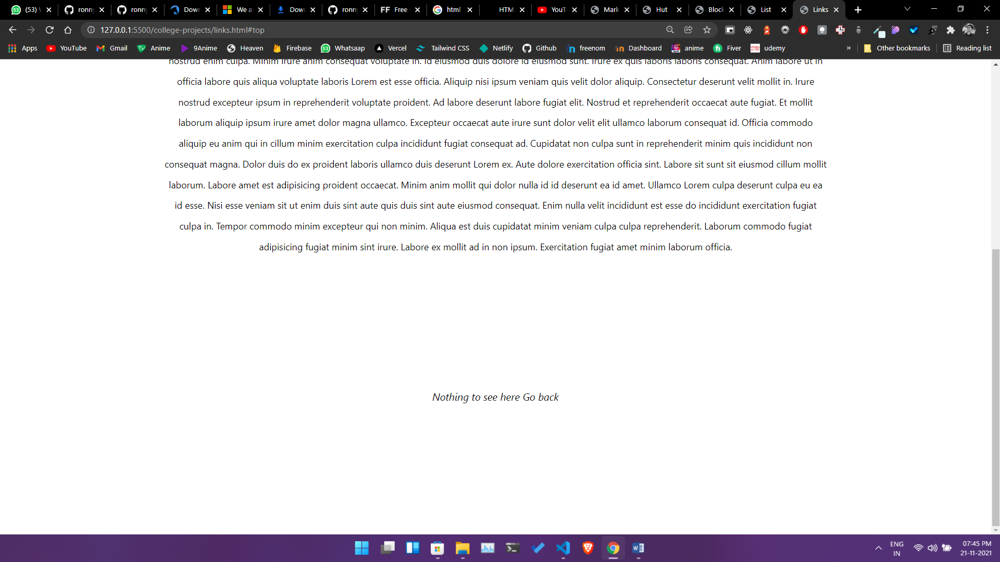 (53) W
ronny
ronny
Down
We a
Down
ronny
FF Free
html
HTM
YouT
Mark
Hut
Block
List
Links
127.0.0.1:5500/college-projects/links.html#top
Apps YouTube Gmail Anime 9Anime Heaven Firebase Whatsaap Vercel Tailwind CSS Netlify Github freenom Dashboard anime Fiver udemy » Other bookmarks Reading list
nostrud enim culpa. Minim irure anim consequat voluptate in. Id eiusmod duis dolore id eiusmod sunt. Irure ex quis laboris laboris consequat. Anim labore ut in
officia labore quis aliqua voluptate laboris Lorem est esse officia. Aliquip nisi ipsum veniam quis velit dolor aliquip. Consectetur deserunt velit mollit in. Irure
nostrud excepteur ipsum in reprehenderit voluptate proident. Ad labore deserunt labore fugiat elit. Nostrud et reprehenderit occaecat aute fugiat. Et mollit
laborum aliquip ipsum irure amet dolor magna ullamco. Excepteur occaecat aute irure sunt dolor velit elit ullamco laborum consequat id. Officia commodo
aliquip eu anim qui in cillum minim exercitation culpa incididunt fugiat consequat ad. Cupidatat non culpa sunt in reprehenderit minim quis incididunt non
consequat magna. Dolor duis do ex proident laboris ullamco duis deserunt Lorem ex. Aute dolore exercitation officia sint. Labore sit sunt sit eiusmod cillum mollit
laborum. Labore amet est adipisicing proident occaecat. Minim anim mollit qui dolor nulla id id deserunt ea id amet. Ullamco Lorem culpa deserunt culpa eu ea
id esse. Nisi esse veniam sit ut enim duis sint aute quis duis sint aute eiusmod consequat. Enim nulla velit incididunt est esse do incididunt exercitation fugiat
culpa in. Tempor commodo minim excepteur qui non minim. Aliqua est duis cupidatat minim veniam culpa culpa reprehenderit. Laborum commodo fugiat
adipisicing fugiat minim sint irure. Labore ex mollit ad in non ipsum. Exercitation fugiat amet minim laborum officia.
Nothing to see here Go back
ENG
IN
07:45 PM
21-11-2021